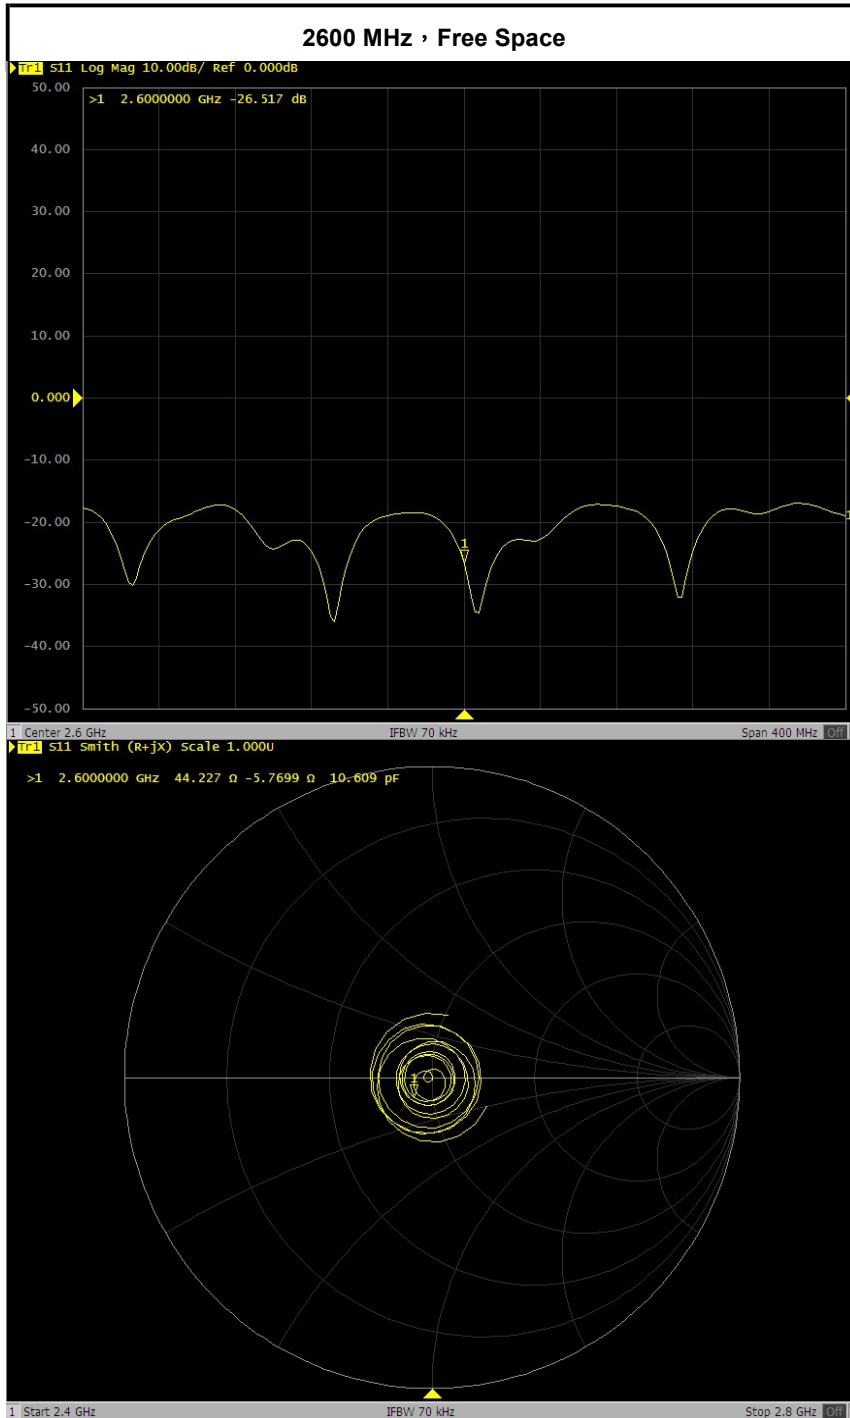 2600 MHz，Free Space
Tr1 S11 Log Mag 10.00dB/ Ref 0.000dB
50.00
>1 2.6000000 GHz -26.517 dB
40.00
30.00
20.00
10.00
0.000
-10.00
-20.00
1
1
-30.00
-40.00
-50.00
1 Center 2.6 GHz IFBW 70 kHz Span 400 MHz Off
Tr1 S11 Smith (R+jX) Scale 1.000U
>1 2.6000000 GHz 44.227 Ω -5.7699 Ω 10.609 pF
1
1 Start 2.4 GHz IFBW 70 kHz Stop 2.8 GHz Off